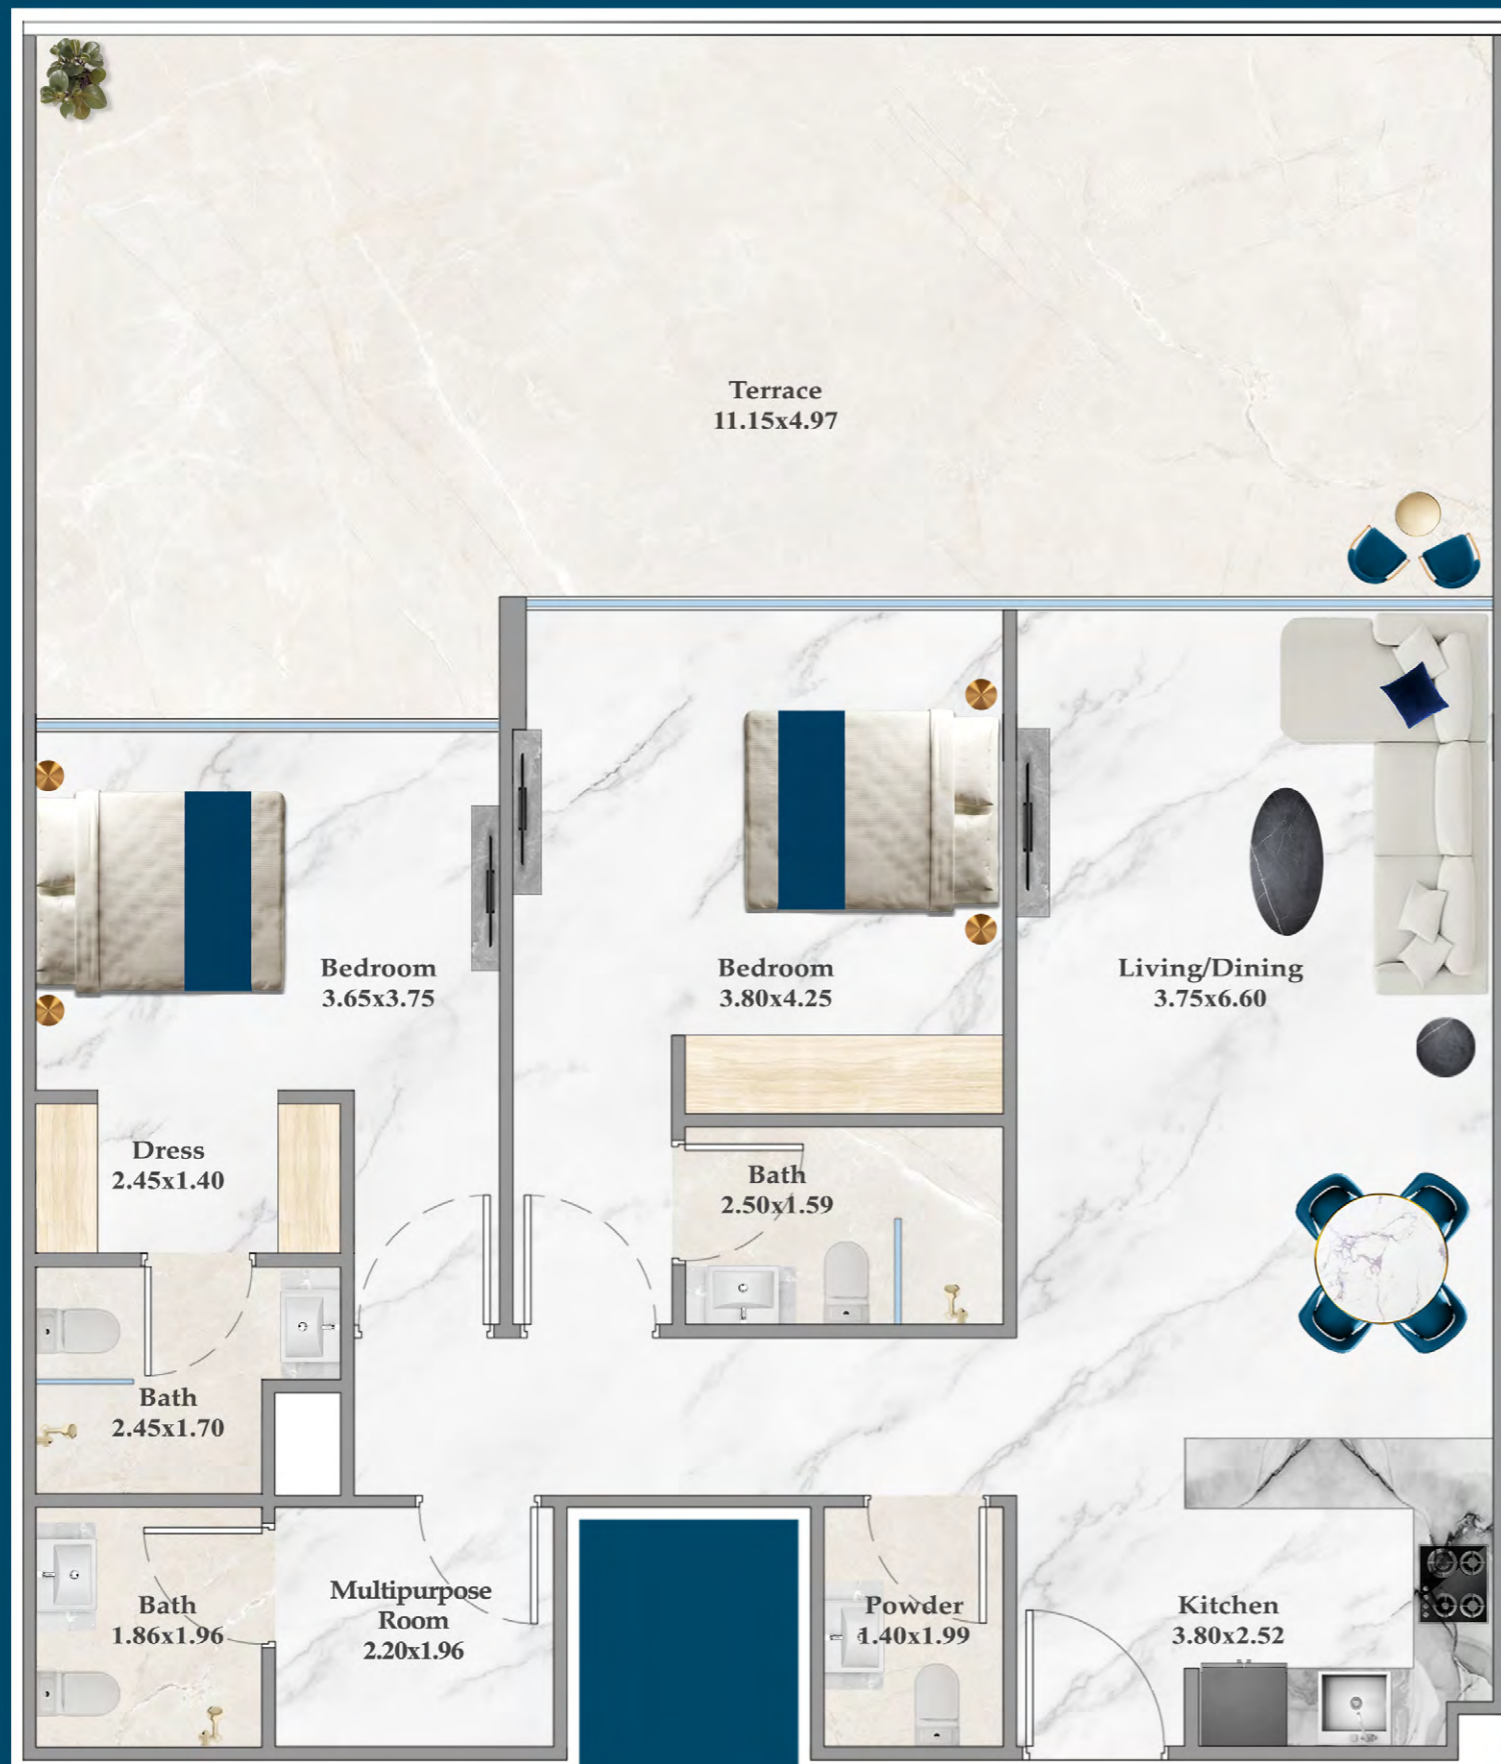 Terrace
11.15x4.97
Bedroom
3.65x3.75
Bedroom
3.80x4.25
Living/Dining
3.75x6.60
Dress
2.45x1.40
Bath
2.50x1.59
Bath
2.45x1.70
Bath
1.86x1.96
Multipurpose
Room
2.20x1.96
Powder
1.40x1.99
Kitchen
3.80x2.52